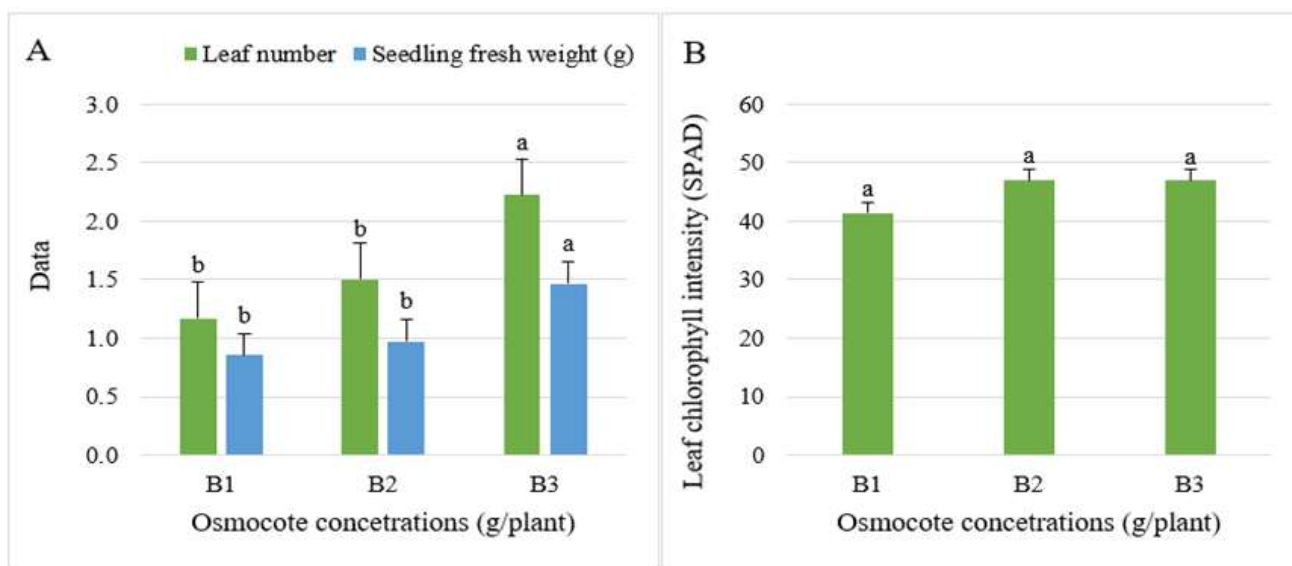 A
Leaf number Seedling fresh weight (g)
3.0
2.5
2.0
1.5
1.0
0.5
0.0
Data
b
b
b
b
a
a
B1 B2 B3
Osmocote concetrations (g/plant)
B
60
50
40
30
20
10
0
Leaf chlorophyll intensity (SPAD)
a
a
a
B1 B2 B3
Osmocote concetrations (g/plant)